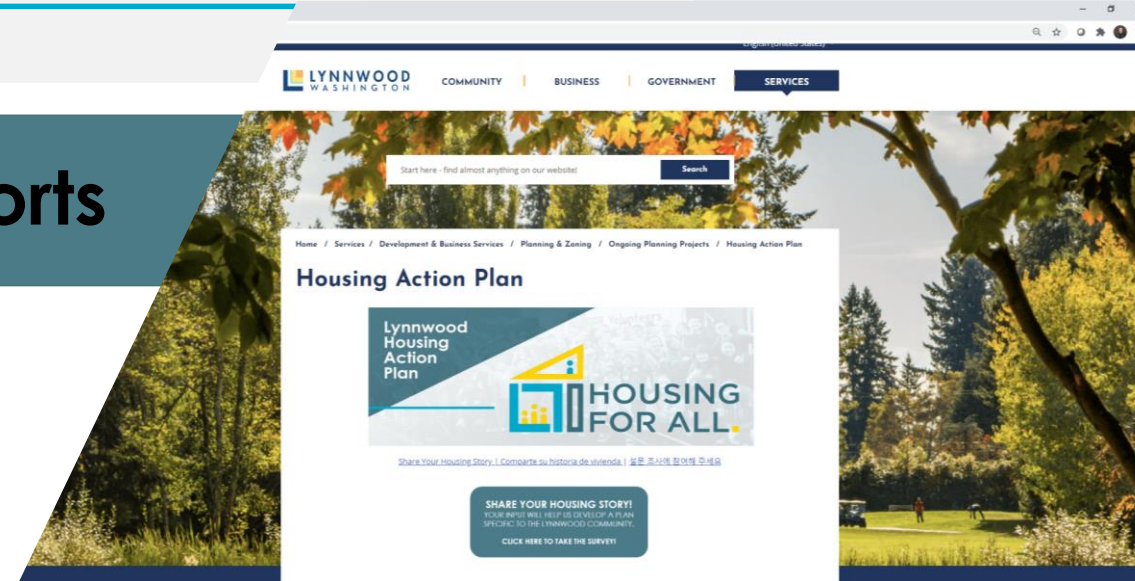 English (United States)
LYNNWOOD
WASHINGTON
COMMUNITY
BUSINESS
GOVERNMENT
SERVICES
orts
Start here - find almost anything on our website!
Search
Home / Services / Development & Business Services / Planning & Zoning / Ongoing Planning Projects / Housing Action Plan
Housing Action Plan
Lynnwood
Housing
Action
Plan
HOUSING
FOR ALL.
Share Your Housing Story | Comparte su historia de vivienda | 설문 조사에 참여해 주세요
SHARE YOUR HOUSING STORY!
YOUR INPUT WILL HELP US DEVELOP A PLAN
SPECIFIC TO THE LYNNWOOD COMMUNITY.
CLICK HERE TO TAKE THE SURVEY!